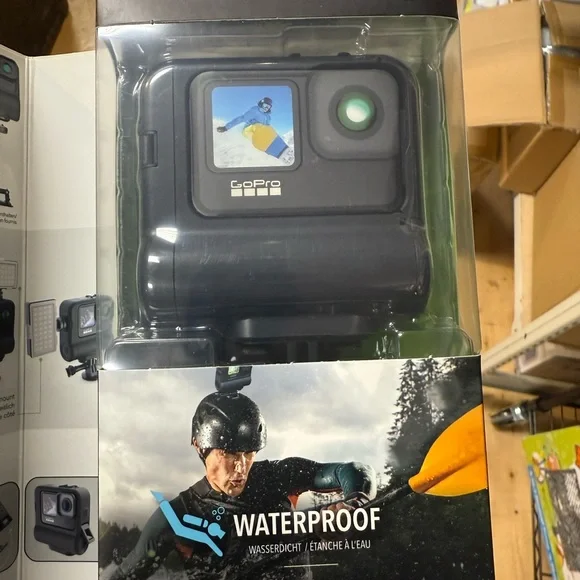 GoPro
WATERPROOF
WASSERDICHT / ÉTANCHE À L'EAU